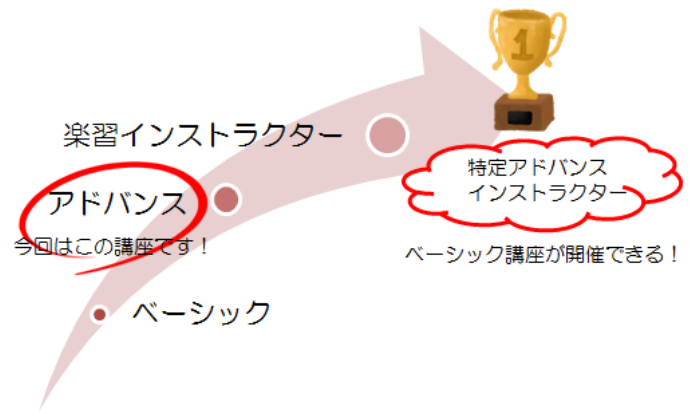 1
楽習インストラクター
特定アドバンス
インストラクター
アドバンス
今回はこの講座です！
ベーシック講座が開催できる！
ベーシック